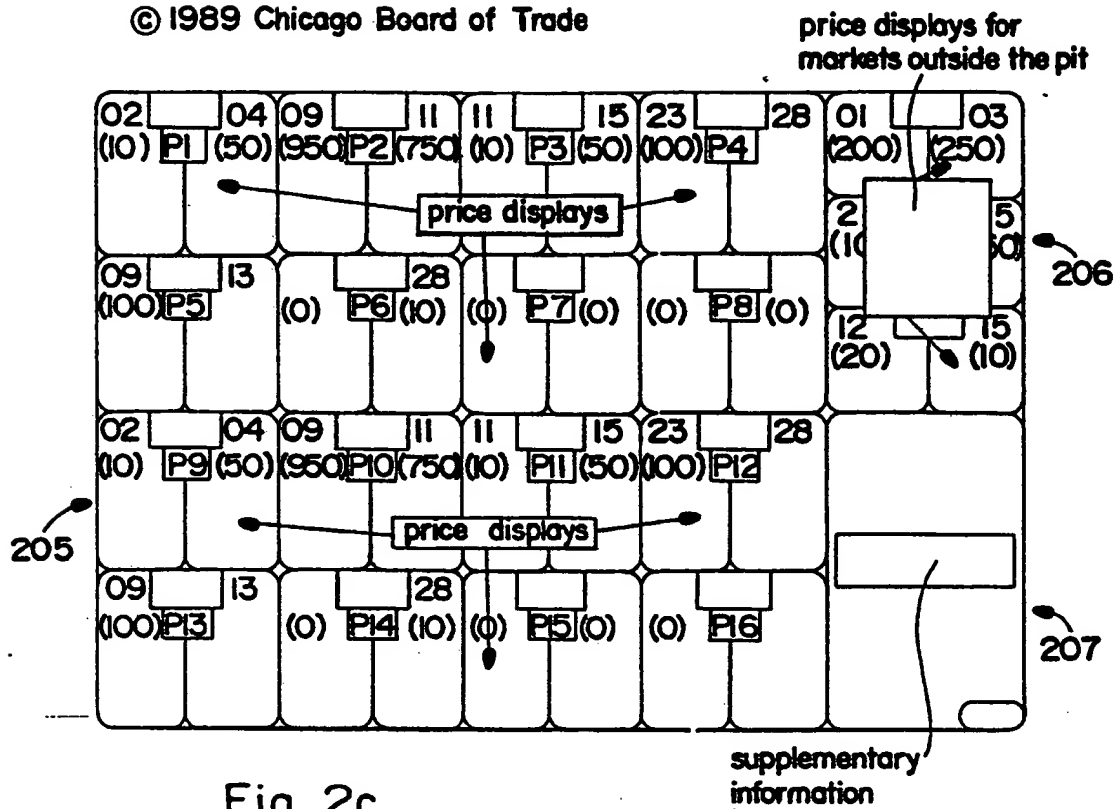 © 1989 Chicago Board of Trade
price displays for
markets outside the pit
02 04 09 11 11 15 23 28 01 03
(10) P1 (50) (950) P2 (750) (10) P3 (50) (100) P4 (200) (250)
price displays
2 5
206
09 13 28
(100) P5 (0) P6 (10) (0) P7 (0) (0) P8 (0)
12 15
(20) (10)
02 04 09 11 11 15 23 28
(10) P9 (50) (950) P10 (750) (10) P11 (50) (100) P12
205
price displays
09 13 28
(100) P13 (0) P14 (10) (0) P15 (0) (0) P16
207
supplementary
information
Fig. 2c